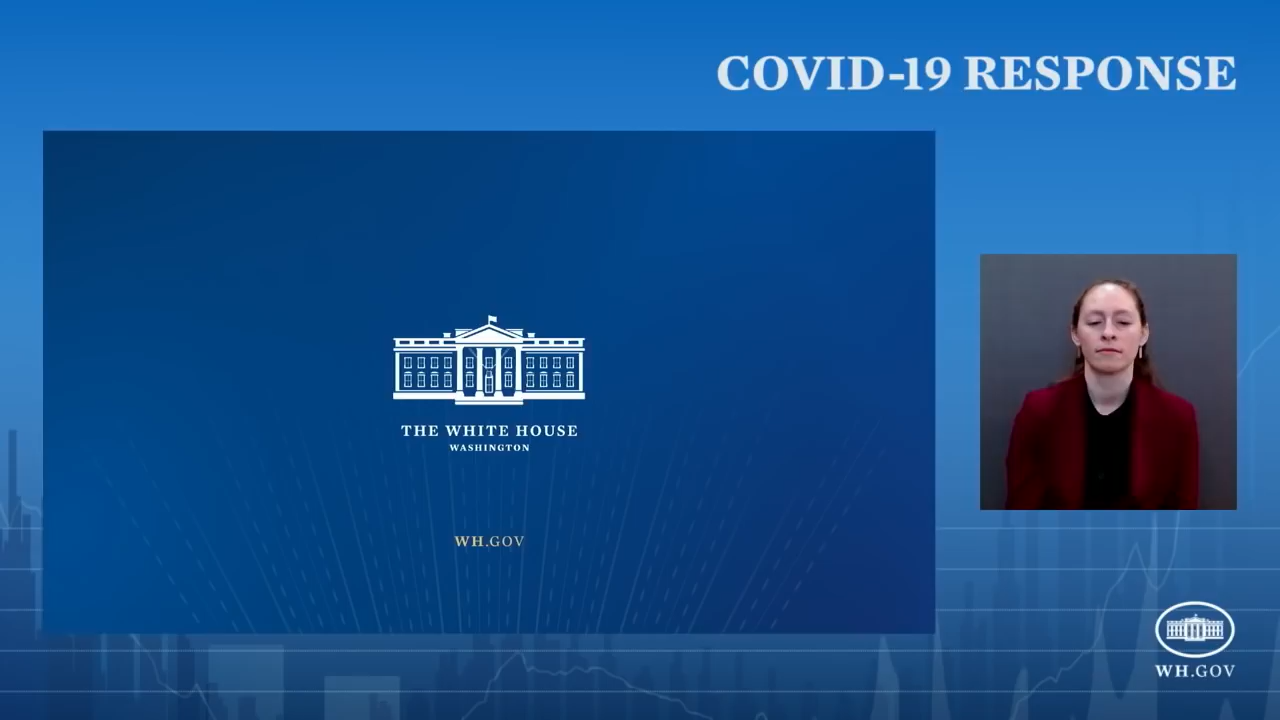 COVID-19 RESPONSE
THE WHITE HOUSE
WASHINGTON
WH.GOV
WH.GOV